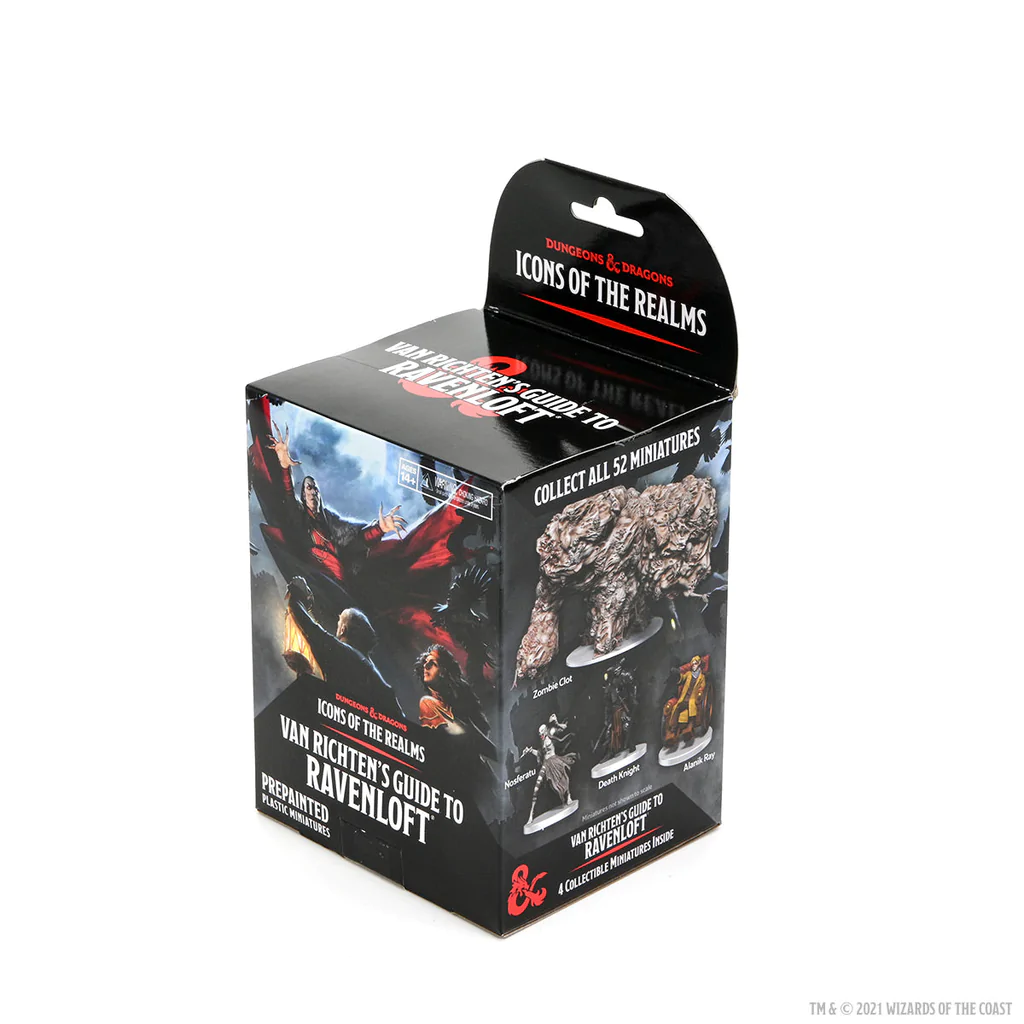 DUNGEONS & DRAGONS
ICONS OF THE REALMS
VAN RICHTEN'S GUIDE TO
RAVENLOFT
AGES
14+
WARNING:
DUNGEONS & DRAGONS
ICONS OF THE REALMS
VAN RICHTEN'S GUIDE TO
RAVENLOFT
PREPAINTED
PLASTIC MINIATURES
COLLECT ALL 52 MINIATURES
Zombie Clot
Nosferatu
Death Knight
Alanik Ray
Miniatures not shown to scale
VAN RICHTEN'S GUIDE TO
RAVENLOFT
4 COLLECTIBLE MINIATURES INSIDE
TM & © 2021 WIZARDS OF THE COAST